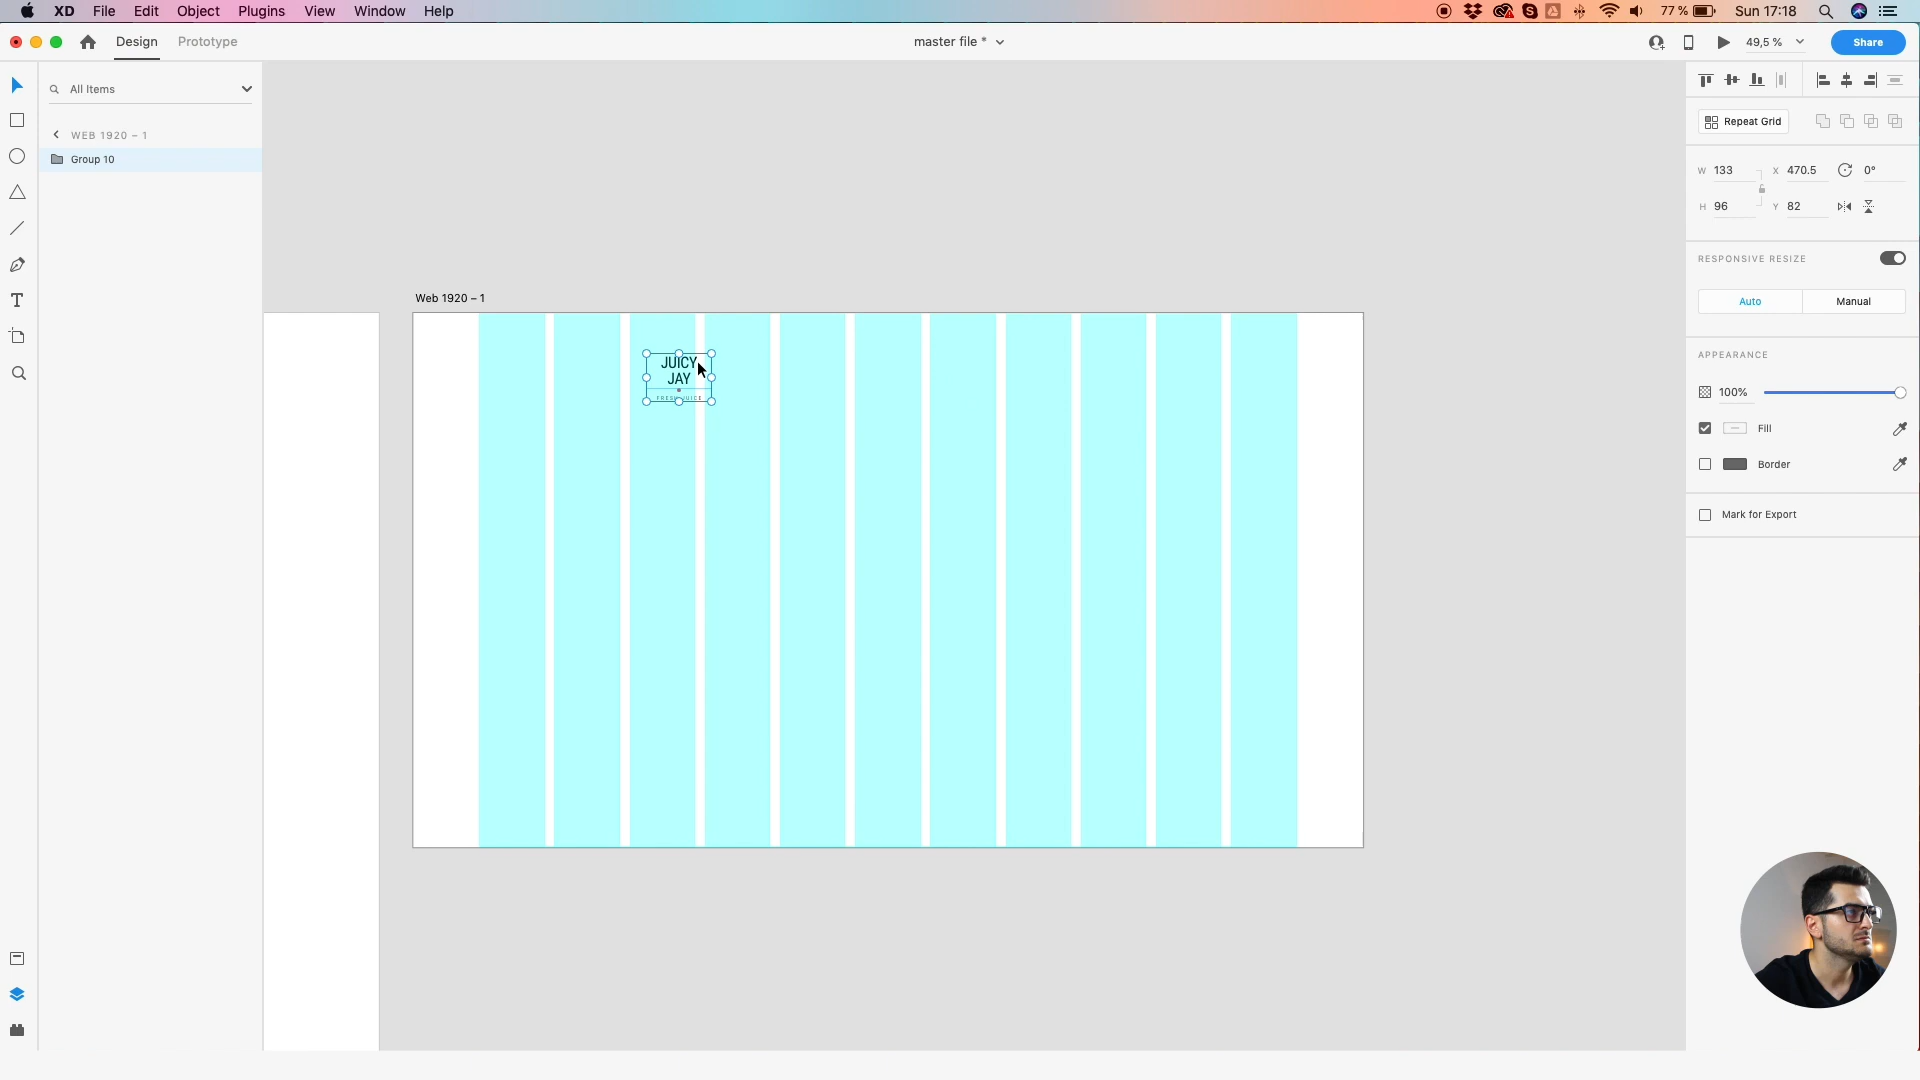 XD File Edit Object Plugins View Window Help
77 % Sun 17:18
Design Prototype
master file *
49,5 %
Share
All Items
WEB 1920 – 1
Group 10
Web 1920 – 1
JUICY
JAY
FRESH JUICE
Repeat Grid
W 133 X 470.5 0°
H 96 Y 82
RESPONSIVE RESIZE
Auto Manual
APPEARANCE
100%
Fill
Border
Mark for Export